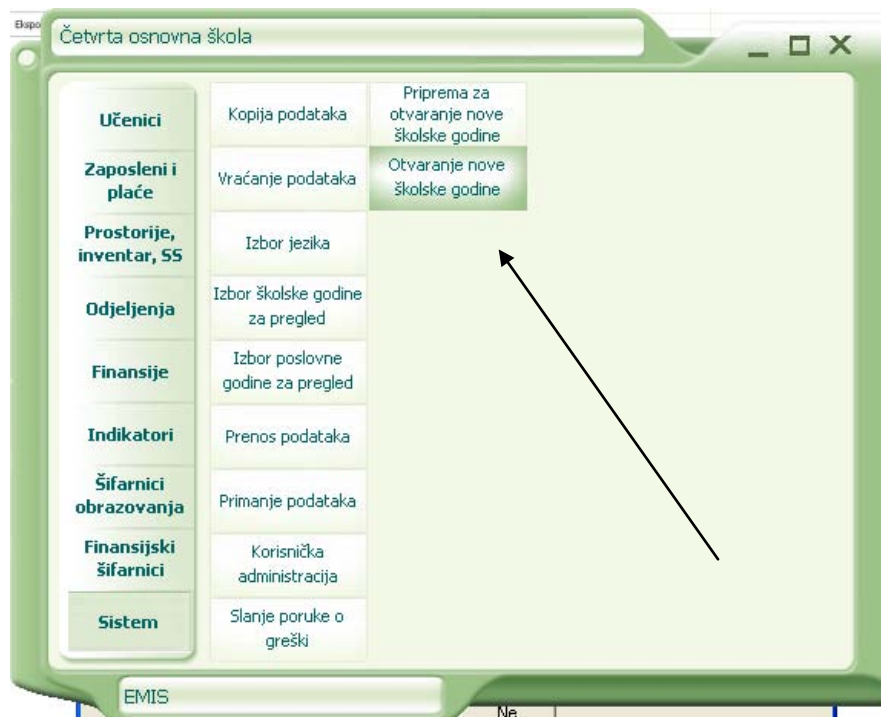 Ekspo
Četvrta osnovna škola
Učenici
Zaposleni i
plaće
Prostorije,
inventar, SS
Odjeljenja
Finansije
Indikatori
Šifarnici
obrazovanja
Finansijski
šifarnici
Sistem
Kopija podataka
Vraćanje podataka
Izbor jezika
Izbor školske godine
za pregled
Izbor poslovne
godine za pregled
Prenos podataka
Primanje podataka
Korisnička
administracija
Slanje poruke o
greški
Priprema za
otvaranje nove
školske godine
Otvaranje nove
školske godine
EMIS
Ne